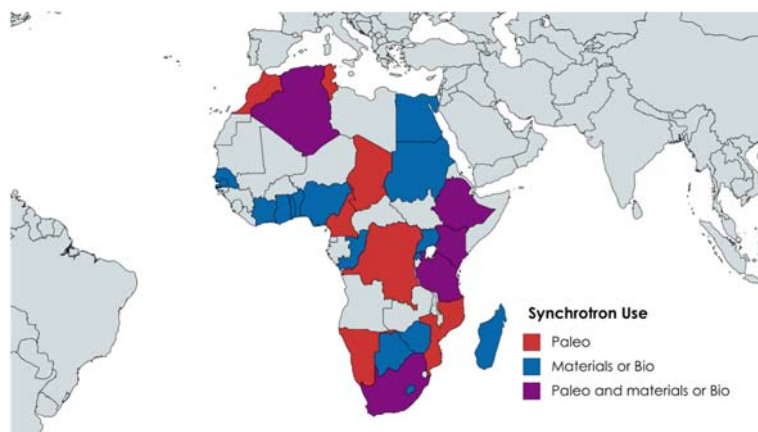 Synchrotron Use
Paleo
Materials or Bio
Paleo and materials or Bio